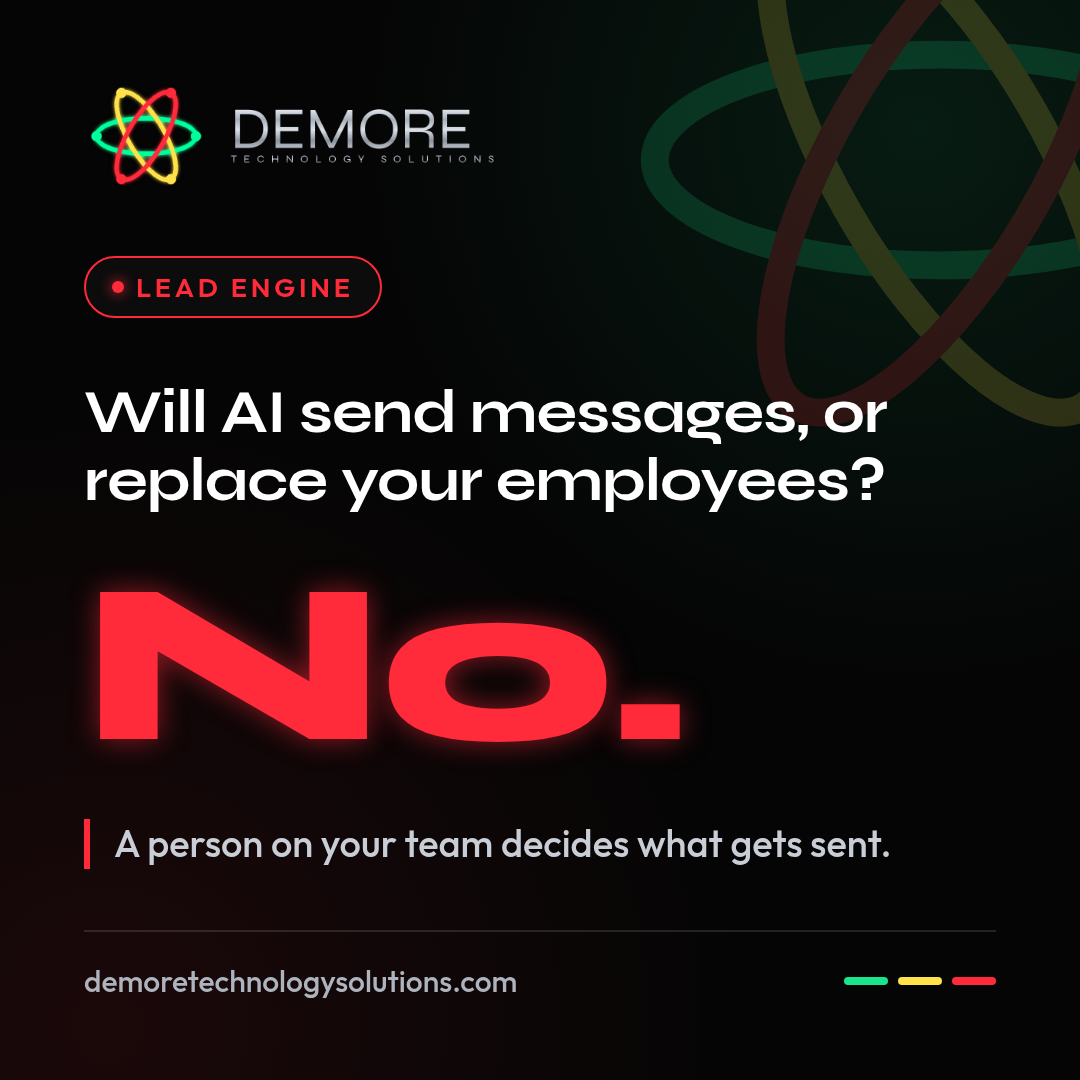 DEMORE
TECHNOLOGY SOLUTIONS
LEAD ENGINE
Will AI send messages, or
replace your employees?
No.
A person on your team decides what gets sent.
demoretechnologysolutions.com